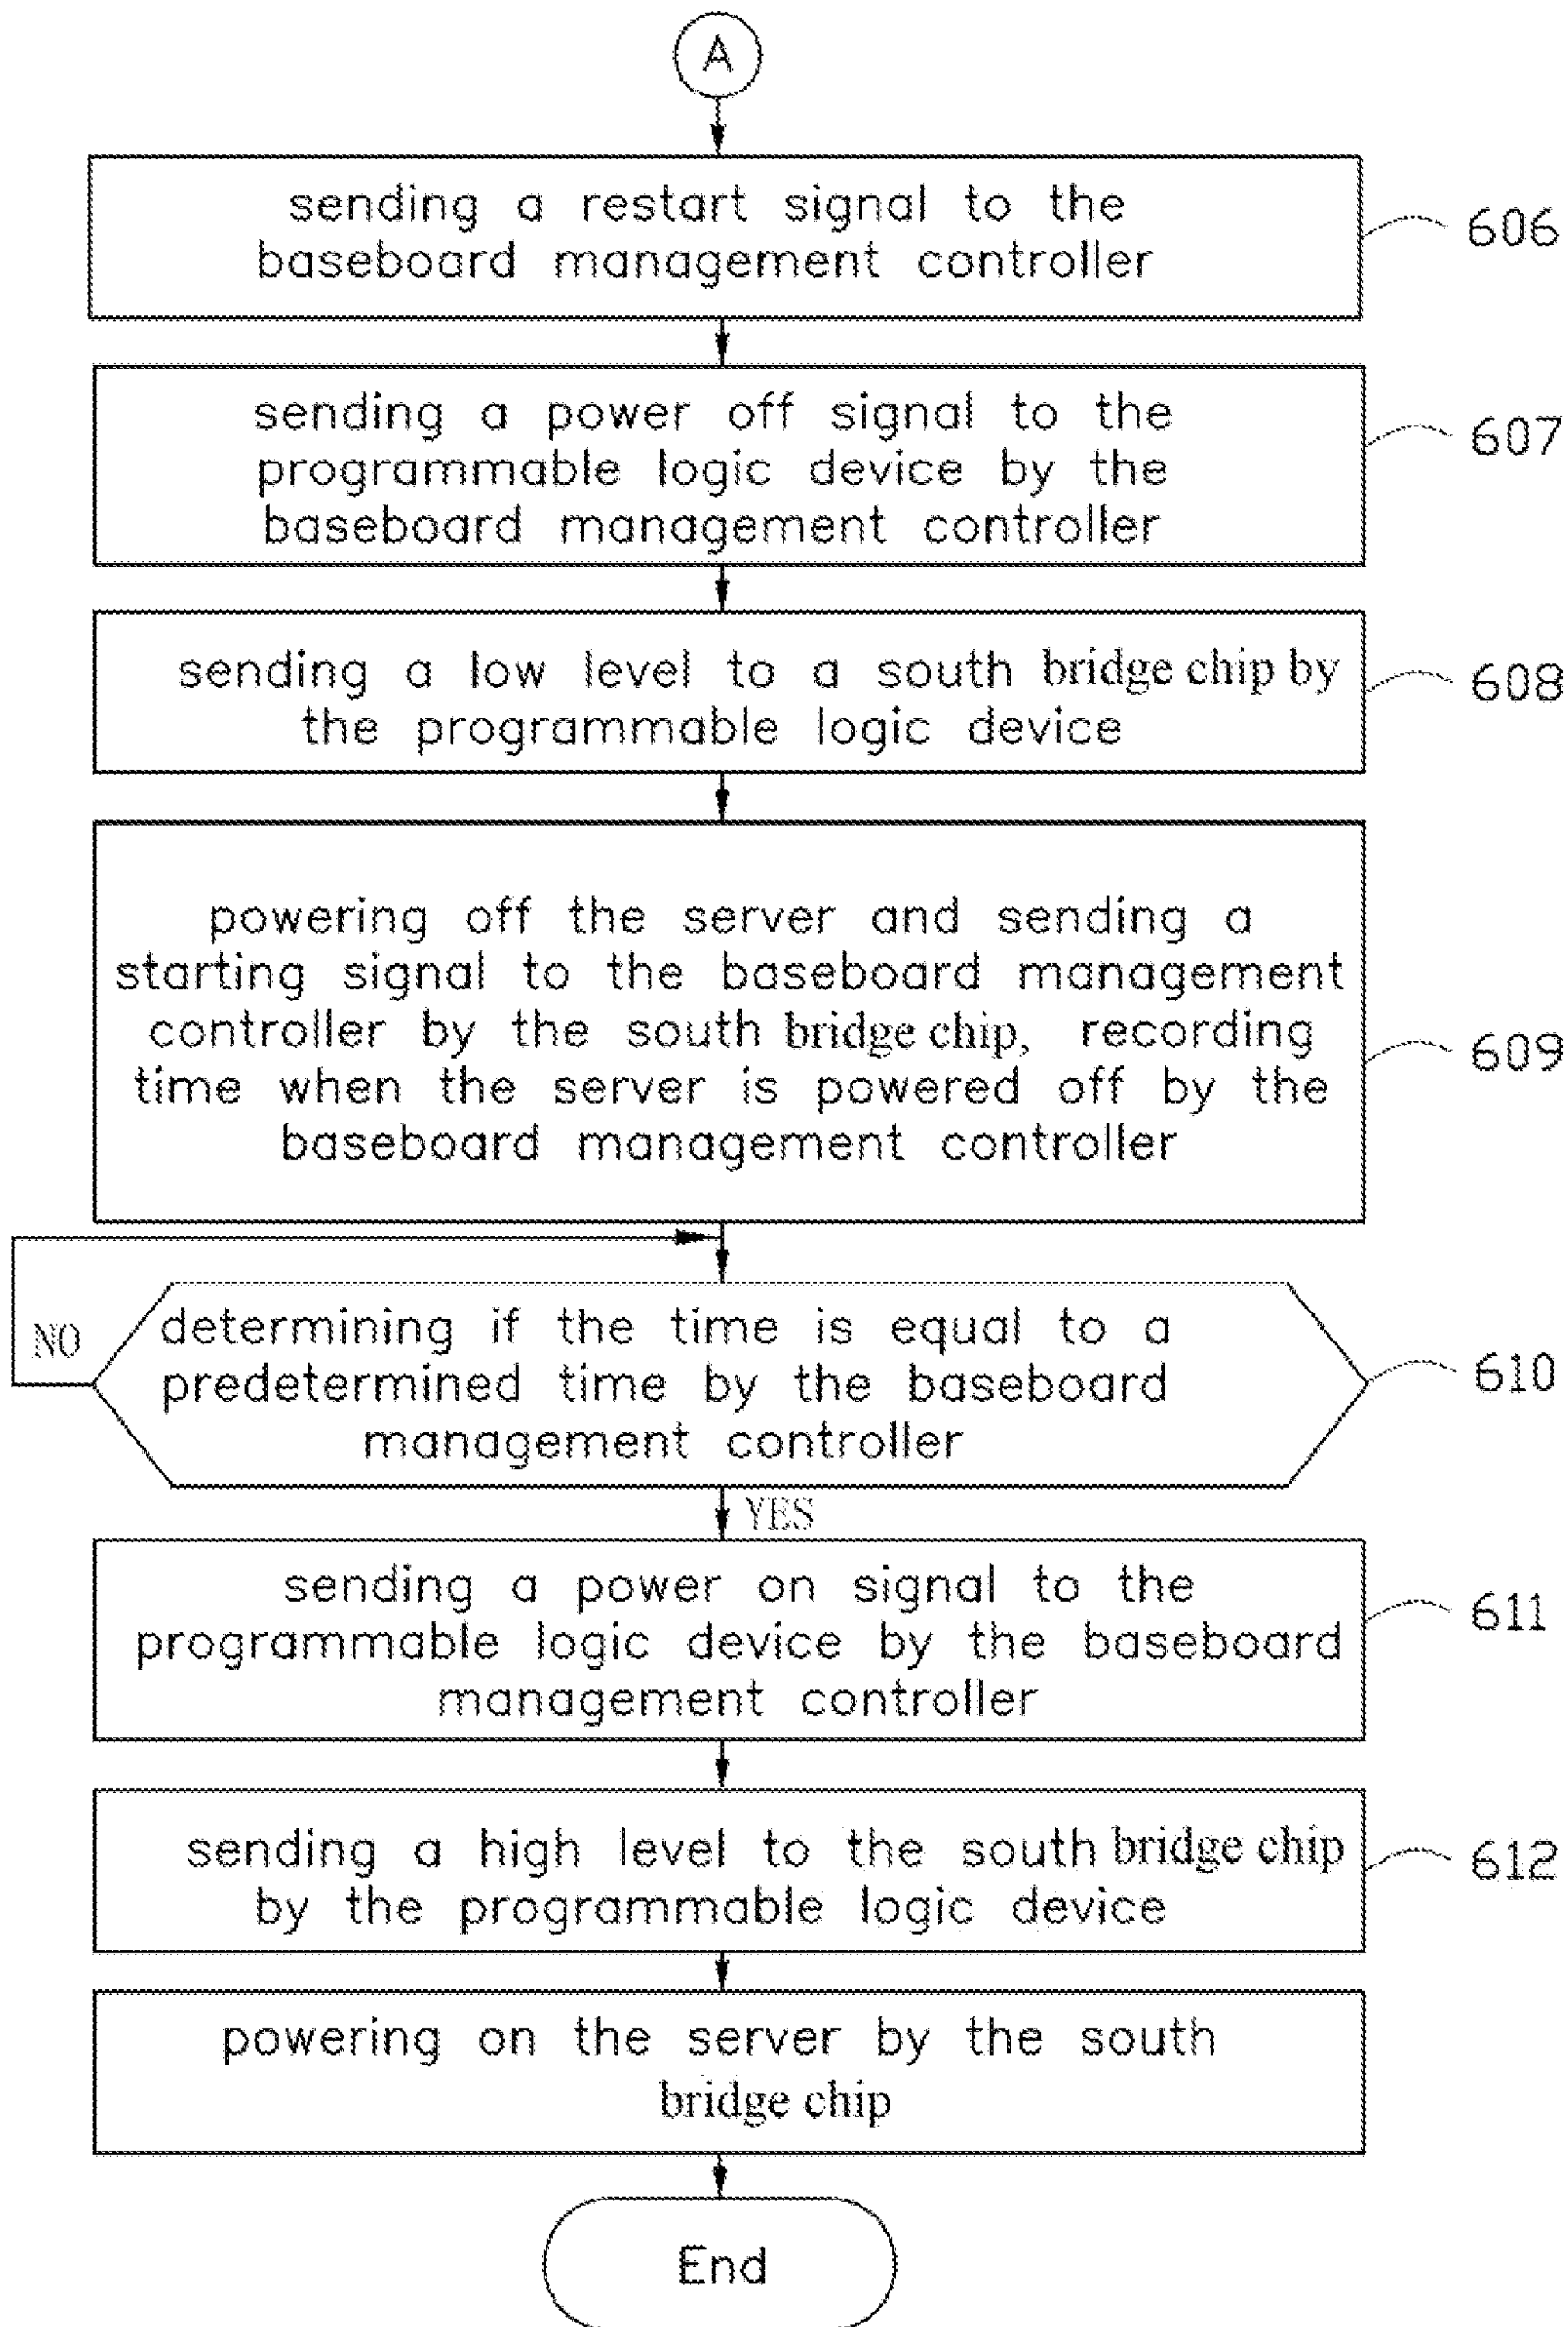 A
sending a restart signal to the
baseboard management controller
606
sending a power off signal to the
programmable logic device by the
baseboard management controller
607
sending a low level to a south bridge chip by
the programmable logic device
608
powering off the server and sending a
starting signal to the baseboard management
controller by the south bridge chip, recording
time when the server is powered off by the
baseboard management controller
609
NO
determining if the time is equal to a
predetermined time by the baseboard
management controller
610
YES
sending a power on signal to the
programmable logic device by the baseboard
management controller
611
sending a high level to the south bridge chip
by the programmable logic device
612
powering on the server by the south
bridge chip
End